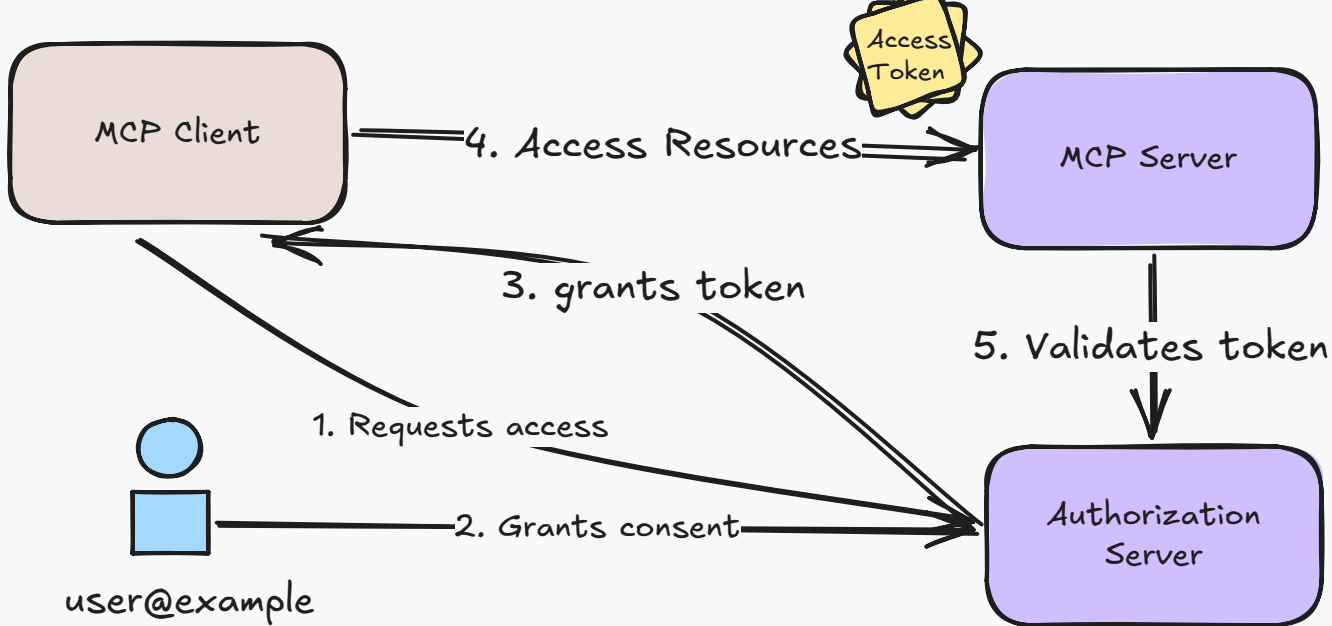 Access
Token
MCP Client
4. Access Resources
MCP Server
3. grants token
5. Validates token
1. Requests access
2. Grants consent
Authorization
Server
user@example